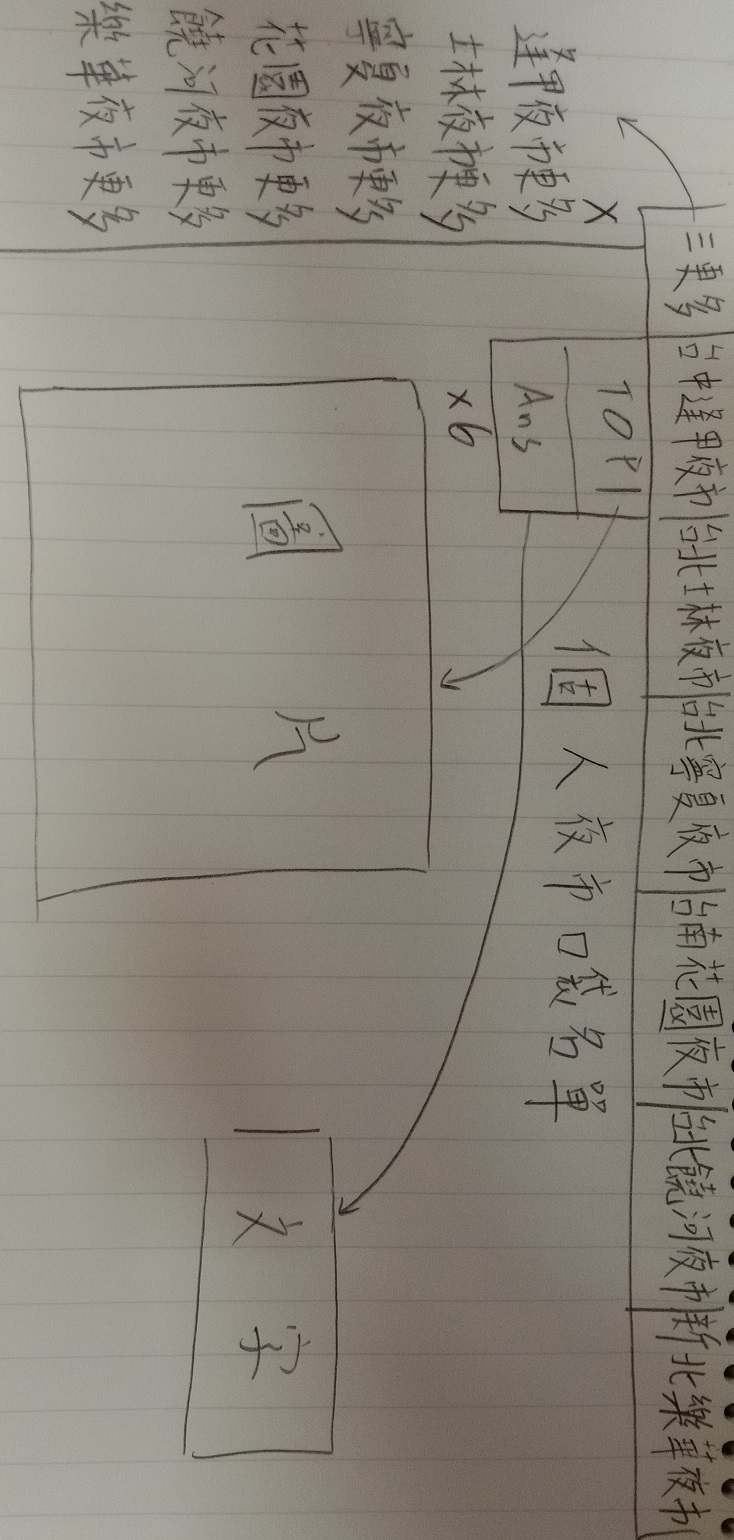 三更多 台中逢甲夜市 台北士林夜市 台北寧夏夜市 台南花園夜市 台北饒河夜市 新北樂華夜市
X
逢甲夜市更多
士林夜市更多
寧夏夜市更多
花園夜市更多
饒河夜市更多
樂華夜市更多
TOP1
Ans
x6
個人夜市口袋名單
圖片
文字